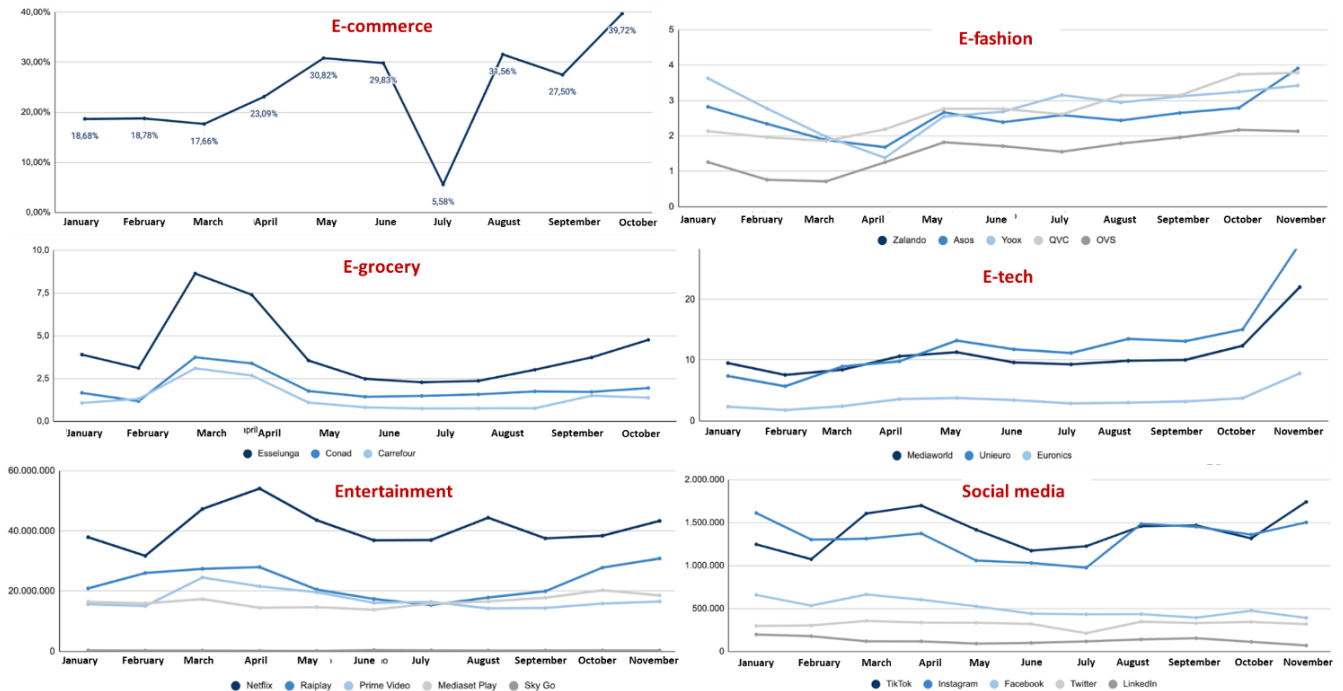 E-commerce
40,00%
30,00%
20,00%
10,00%
0,00%
18,68%
18,78%
17,66%
23,09%
30,82%
29,83%
5,58%
31,56%
27,50%
39,72%
January February March April May June July August September October
E-fashion
5
4
3
2
1
0
January February March April May June July August September October November
Zalando Asos Yoox QVC OVS
E-grocery
10,0
7,5
5,0
2,5
0,0
January February March April May June July August September October
Esselunga Conad Carrefour
E-tech
20
10
0
January February March April May June July August September October November
Mediaworld Unieuro Euronics
Entertainment
60.000.000
40.000.000
20.000.000
0
January February March April May June July August September October November
Netflix Raiplay Prime Video Mediaset Play Sky Go
Social media
2.000.000
1.500.000
1.000.000
500.000
0
January February March April May June July August September October November
TikTok Instagram Facebook Twitter LinkedIn